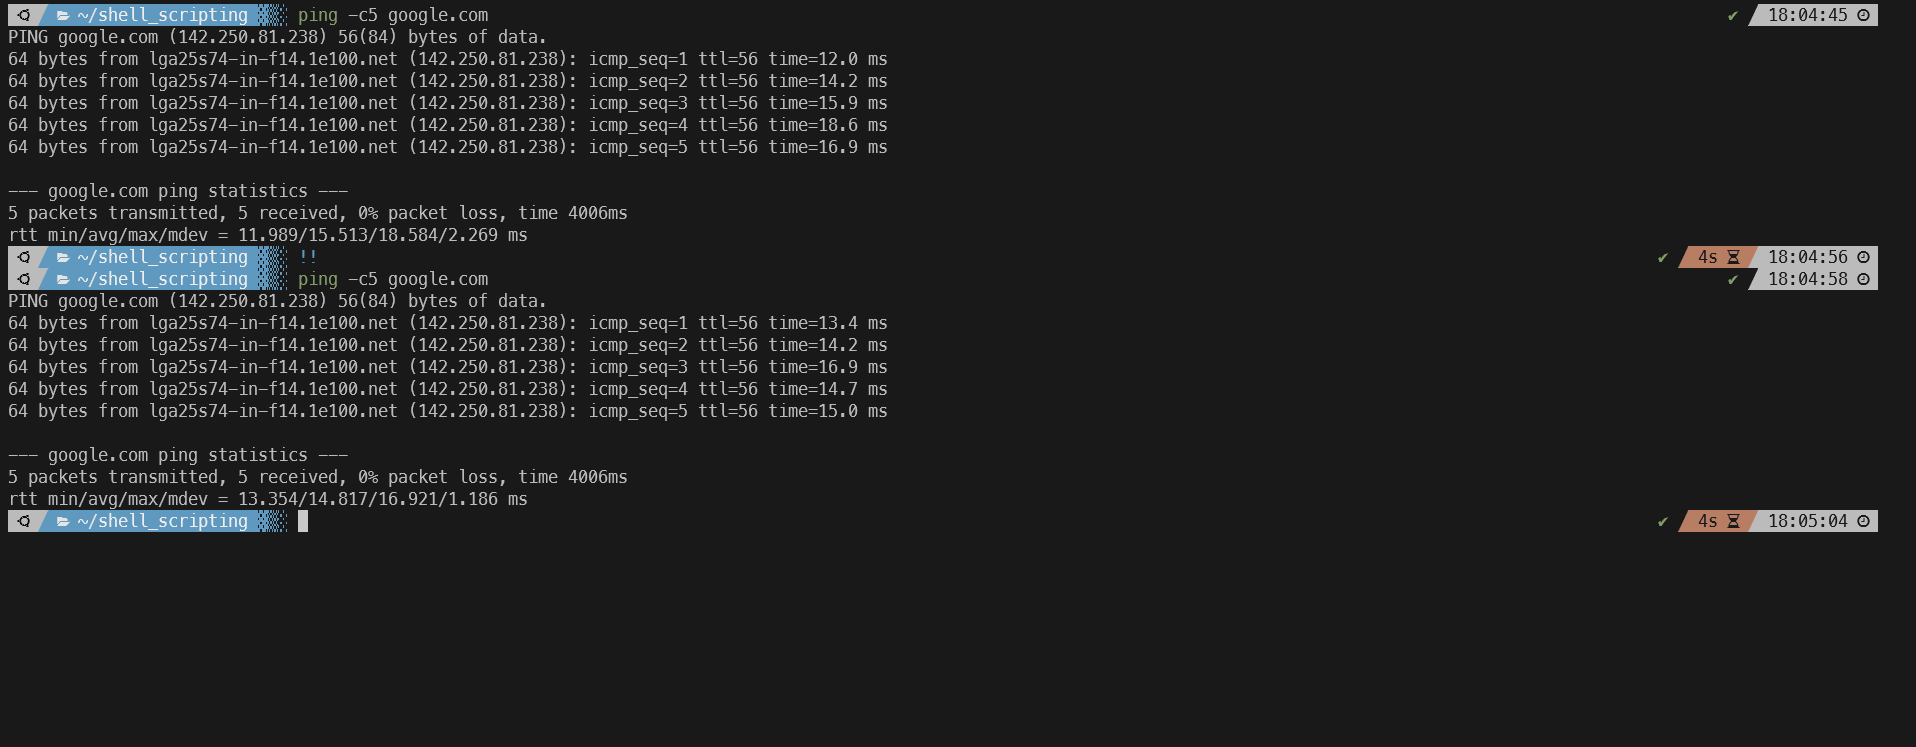 ~/shell_scripting ping -c5 google.com ✔ 18:04:45
PING google.com (142.250.81.238) 56(84) bytes of data.
64 bytes from lga25s74-in-f14.1e100.net (142.250.81.238): icmp_seq=1 ttl=56 time=12.0 ms
64 bytes from lga25s74-in-f14.1e100.net (142.250.81.238): icmp_seq=2 ttl=56 time=14.2 ms
64 bytes from lga25s74-in-f14.1e100.net (142.250.81.238): icmp_seq=3 ttl=56 time=15.9 ms
64 bytes from lga25s74-in-f14.1e100.net (142.250.81.238): icmp_seq=4 ttl=56 time=18.6 ms
64 bytes from lga25s74-in-f14.1e100.net (142.250.81.238): icmp_seq=5 ttl=56 time=16.9 ms
--- google.com ping statistics ---
5 packets transmitted, 5 received, 0% packet loss, time 4006ms
rtt min/avg/max/mdev = 11.989/15.513/18.584/2.269 ms
~/shell_scripting !! ✔ 4s 18:04:56
~/shell_scripting ping -c5 google.com ✔ 18:04:58
PING google.com (142.250.81.238) 56(84) bytes of data.
64 bytes from lga25s74-in-f14.1e100.net (142.250.81.238): icmp_seq=1 ttl=56 time=13.4 ms
64 bytes from lga25s74-in-f14.1e100.net (142.250.81.238): icmp_seq=2 ttl=56 time=14.2 ms
64 bytes from lga25s74-in-f14.1e100.net (142.250.81.238): icmp_seq=3 ttl=56 time=16.9 ms
64 bytes from lga25s74-in-f14.1e100.net (142.250.81.238): icmp_seq=4 ttl=56 time=14.7 ms
64 bytes from lga25s74-in-f14.1e100.net (142.250.81.238): icmp_seq=5 ttl=56 time=15.0 ms
--- google.com ping statistics ---
5 packets transmitted, 5 received, 0% packet loss, time 4006ms
rtt min/avg/max/mdev = 13.354/14.817/16.921/1.186 ms
~/shell_scripting ✔ 4s 18:05:04